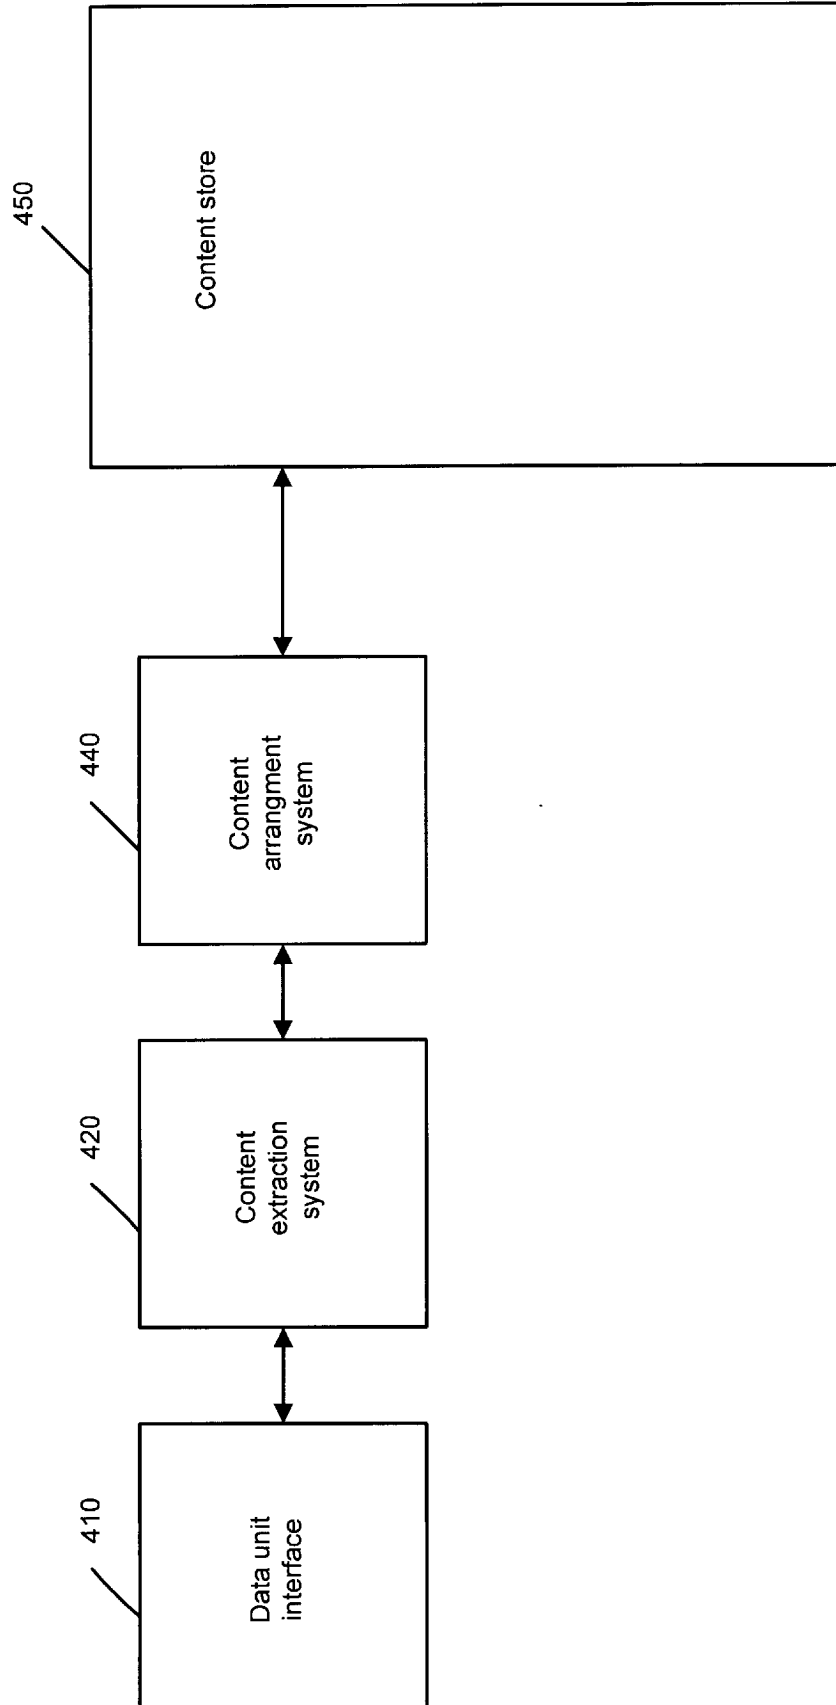 410
Data unit
interface
420
Content
extraction
system
440
Content
arrangment
system
450
Content store